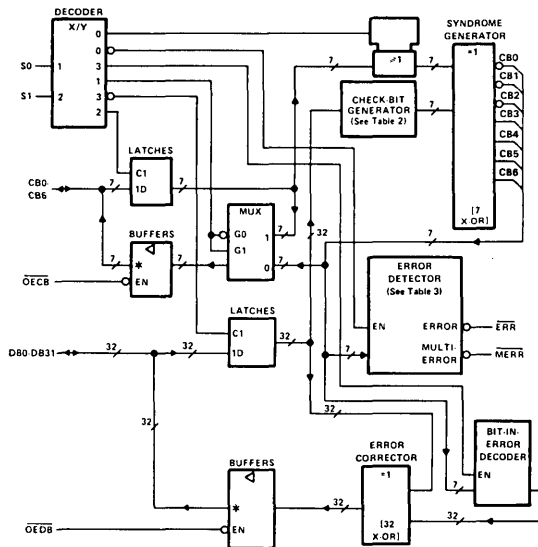 DECODER
X/Y
0
0
3
1
3
2
S0
1
S1
2
≥1
7
7
SYNDROME
GENERATOR
=1
CB0
CB1
CB2
CB3
CB4
CB5
CB6
[7
X-OR]
CHECK-BIT
GENERATOR
(See Table 2)
7
LATCHES
C1
1D
CB0-
CB6
7
7
MUX
G0
G1
1
0
7
7
32
7
BUFFERS
*
EN
7
7
OECB
ERROR
DETECTOR
(See Table 3)
EN
ERROR
MULTI-
ERROR
ERR
MERR
7
LATCHES
C1
1D
DB0-DB31
32
32
32
32
32
BIT-IN-
ERROR
DECODER
EN
7
ERROR
CORRECTOR
=1
[32
X-OR]
32
32
BUFFERS
*
EN
OEDB